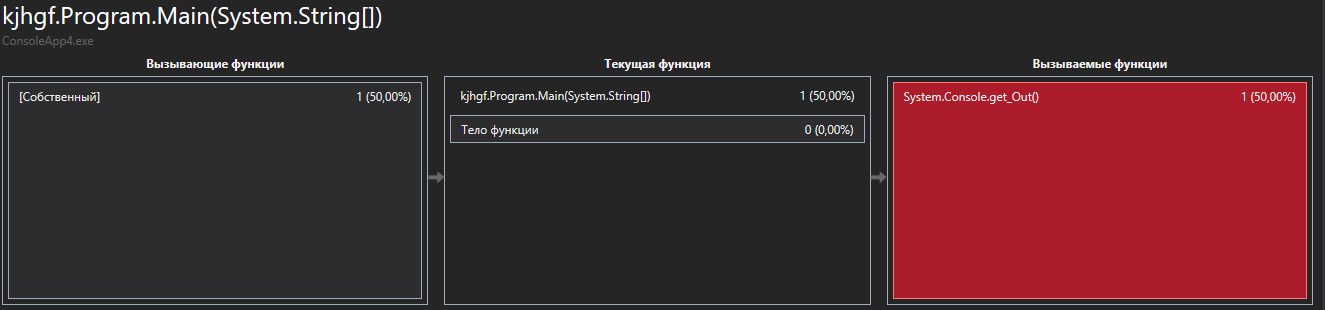 kjhgf.Program.Main(System.String[])
ConsoleApp4.exe
Вызывающие функции
Текущая функция
Вызываемые функции
[Собственный] 1 (50,00%)
kjhgf.Program.Main(System.String[]) 1 (50,00%)
System.Console.get_Out() 1 (50,00%)
Тело функции 0 (0,00%)